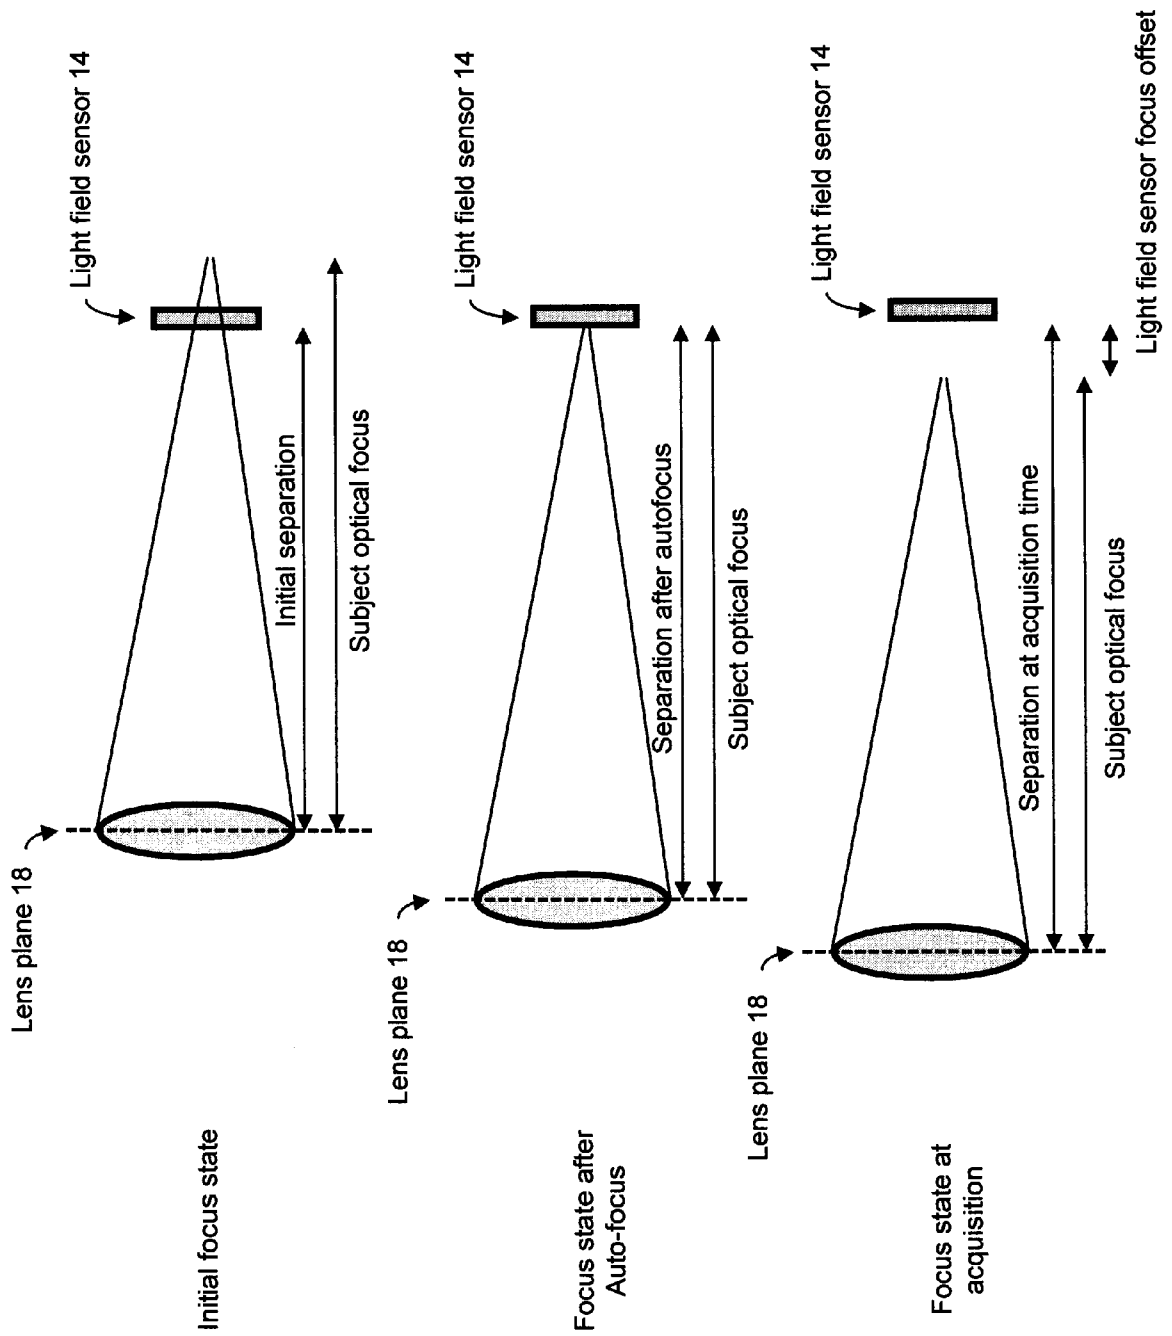 Initial focus state
Lens plane 18
Light field sensor 14
Initial separation
Subject optical focus
Focus state after
Auto-focus
Lens plane 18
Light field sensor 14
Separation after autofocus
Subject optical focus
Focus state at
acquisition
Lens plane 18
Light field sensor 14
Separation at acquisition time
Subject optical focus
Light field sensor focus offset